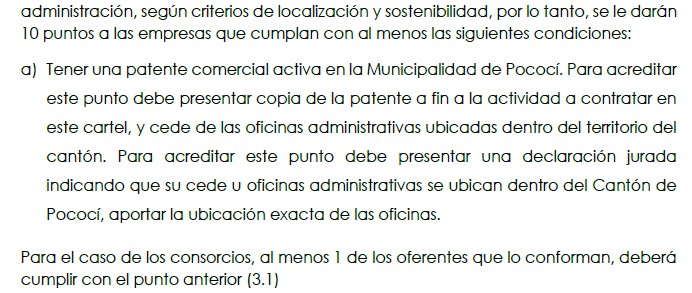 administración, según criterios de localización y sostenibilidad, por lo tanto, se le darán
10 puntos a las empresas que cumplan con al menos las siguientes condiciones:
a) Tener una patente comercial activa en la Municipalidad de Pococí. Para acreditar
este punto debe presentar copia de la patente a fin a la actividad a contratar en
este cartel, y cede de las oficinas administrativas ubicadas dentro del territorio del
cantón. Para acreditar este punto debe presentar una declaración jurada
indicando que su cede u oficinas administrativas se ubican dentro del Cantón de
Pococí, aportar la ubicación exacta de las oficinas.
Para el caso de los consorcios, al menos 1 de los oferentes que lo conforman, deberá
cumplir con el punto anterior (3.1)